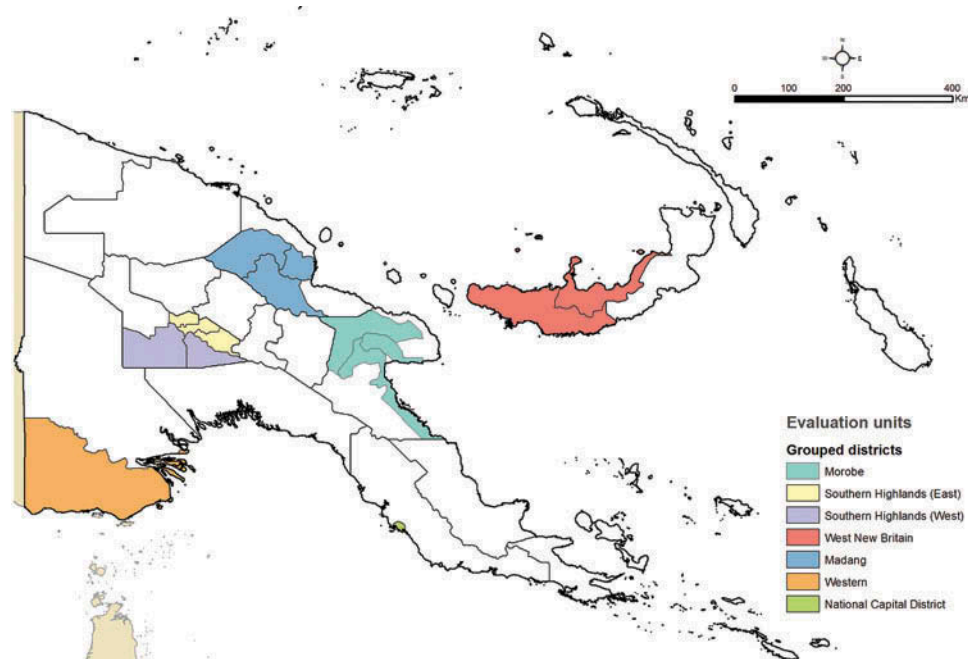 N
W E
S
0 100 200 400
Km
Evaluation units
Grouped districts
Morobe
Southern Highlands (East)
Southern Highlands (West)
West New Britain
Madang
Western
National Capital District